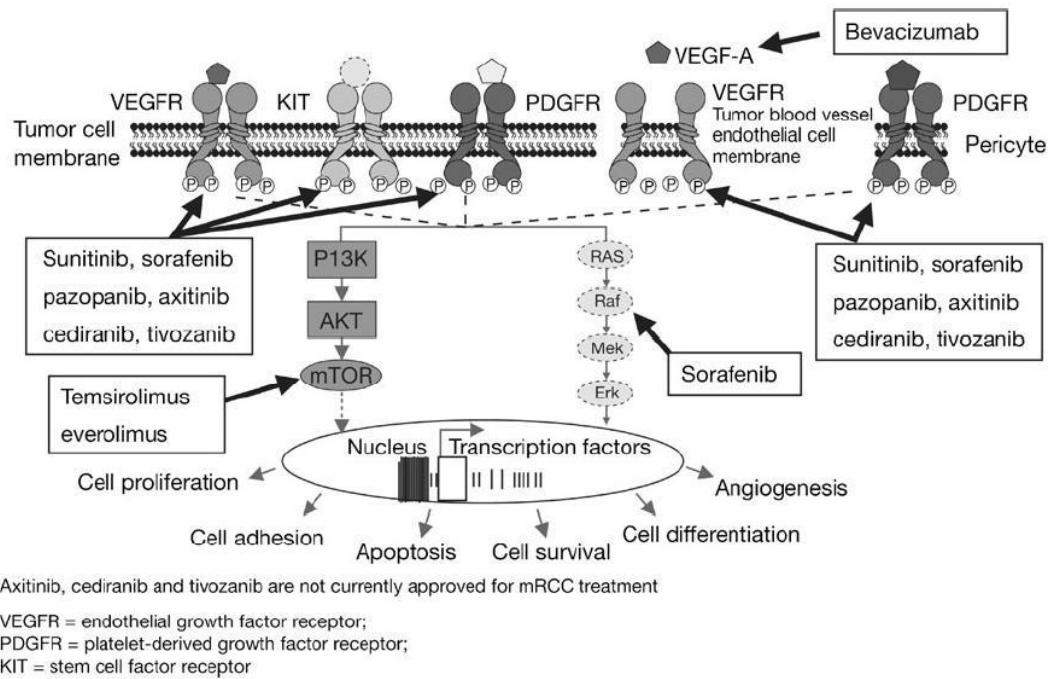 Bevacizumab
VEGF-A
VEGFR
KIT
PDGFR
VEGFR
Tumor blood vessel
endothelial cell
membrane
PDGFR
Tumor cell
membrane
Pericyte
P P P P
P P P P
P P P P
P P P P
P P P P
Sunitinib, sorafenib
pazopanib, axitinib
cediranib, tivozanib
P13K
AKT
mTOR
RAS
Raf
Mek
Erk
Sunitinib, sorafenib
pazopanib, axitinib
cediranib, tivozanib
Sorafenib
Temsirolimus
everolimus
Nucleus
Transcription factors
Cell proliferation
Cell adhesion
Apoptosis
Cell survival
Cell differentiation
Angiogenesis
Axitinib, cediranib and tivozanib are not currently approved for mRCC treatment
VEGFR = endothelial growth factor receptor;
PDGFR = platelet-derived growth factor receptor;
KIT = stem cell factor receptor